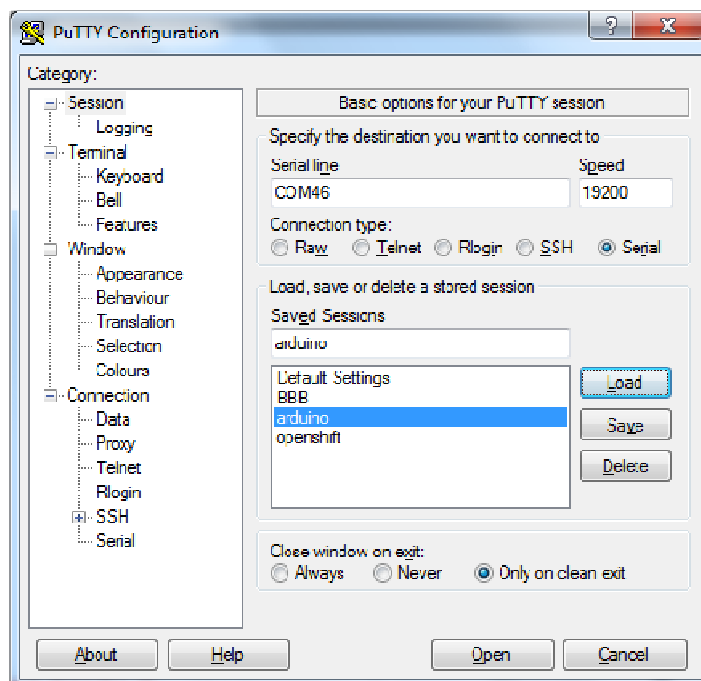 PuTTY Configuration
Category:
Session
Logging
Terminal
Keyboard
Bell
Features
Window
Appearance
Behaviour
Translation
Selection
Colours
Connection
Data
Proxy
Telnet
Rlogin
SSH
Serial
Basic options for your PuTTY session
Specify the destination you want to connect to
Serial line Speed
COM46 19200
Connection type:
Raw Telnet Rlogin SSH Serial
Load, save or delete a stored session
Saved Sessions
arduino
Default Settings
BBB
arduino
openshift
Load
Save
Delete
Close window on exit:
Always Never Only on clean exit
About Help Open Cancel